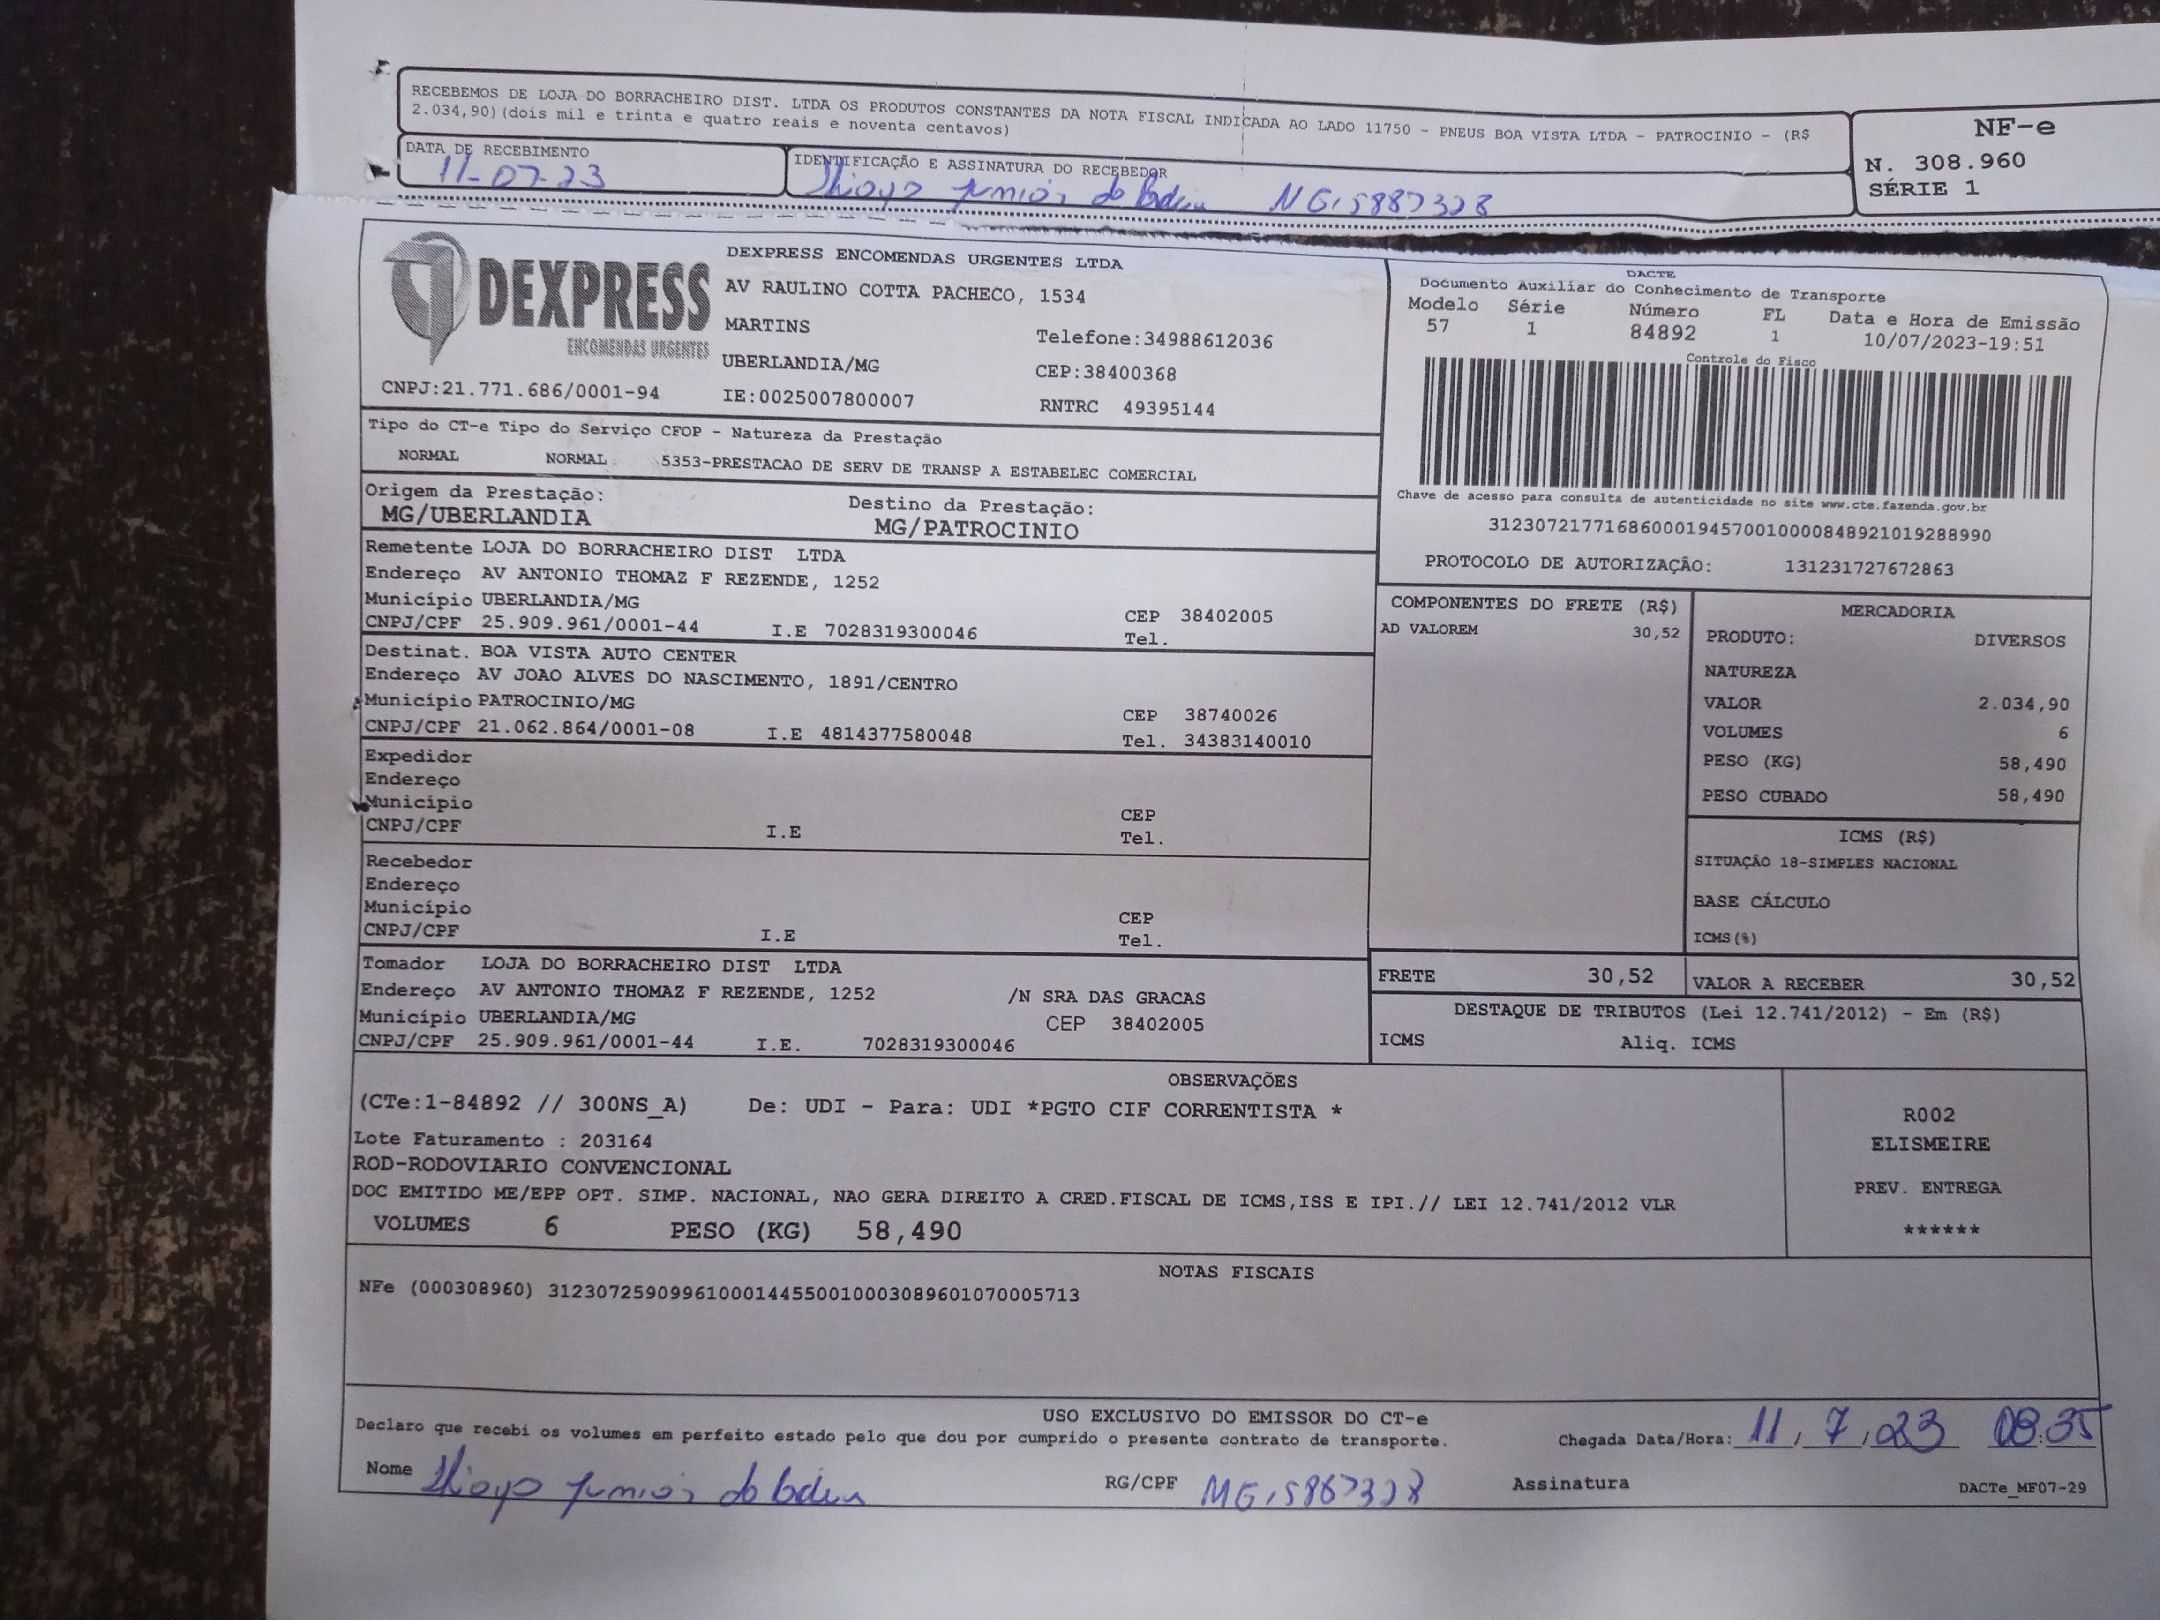 RECEBEMOS DE LOJA DO BORRACHEIRO DIST. LTDA OS PRODUTOS CONSTANTES DA NOTA FISCAL INDICADA AO LADO 11750 - PNEUS BOA VISTA LTDA - PATROCINIO - (R$
2.034,90)(dois mil e trinta e quatro reais e noventa centavos)
NF-e
N. 308.960
SÉRIE 1
DATA DE RECEBIMENTO
11-07-23
IDENTIFICAÇÃO E ASSINATURA DO RECEBEDOR
DEXPRESS
ENCOMENDAS URGENTES
CNPJ:21.771.686/0001-94
DEXPRESS ENCOMENDAS URGENTES LTDA
AV RAULINO COTTA PACHECO, 1534
MARTINS Telefone:34988612036
UBERLANDIA/MG CEP:38400368
IE:0025007800007 RNTRC 49395144
DACTE
Documento Auxiliar do Conhecimento de Transporte
Modelo Série Número FL Data e Hora de Emissão
57 1 84892 1 10/07/2023-19:51
Controle do Fisco
Chave de acesso para consulta de autenticidade no site www.cte.fazenda.gov.br
31230721771686000194570010000848921019288990
PROTOCOLO DE AUTORIZAÇÃO: 131231727672863
Tipo do CT-e Tipo do Serviço CFOP - Natureza da Prestação
NORMAL NORMAL 5353-PRESTACAO DE SERV DE TRANSP A ESTABELEC COMERCIAL
Origem da Prestação: Destino da Prestação:
MG/UBERLANDIA MG/PATROCINIO
Remetente LOJA DO BORRACHEIRO DIST LTDA
Endereço AV ANTONIO THOMAZ F REZENDE, 1252
Município UBERLANDIA/MG CEP 38402005
CNPJ/CPF 25.909.961/0001-44 I.E 7028319300046 Tel.
Destinat. BOA VISTA AUTO CENTER
Endereço AV JOAO ALVES DO NASCIMENTO, 1891/CENTRO
Município PATROCINIO/MG CEP 38740026
CNPJ/CPF 21.062.864/0001-08 I.E 4814377580048 Tel. 34383140010
Expedidor
Endereço
Município CEP
CNPJ/CPF I.E Tel.
Recebedor
Endereço
Município CEP
CNPJ/CPF I.E Tel.
Tomador LOJA DO BORRACHEIRO DIST LTDA
Endereço AV ANTONIO THOMAZ F REZENDE, 1252 /N SRA DAS GRACAS
Município UBERLANDIA/MG CEP 38402005
CNPJ/CPF 25.909.961/0001-44 I.E. 7028319300046
COMPONENTES DO FRETE (R$)
AD VALOREM 30,52
MERCADORIA
PRODUTO: DIVERSOS
NATUREZA
VALOR 2.034,90
VOLUMES 6
PESO (KG) 58,490
PESO CUBADO 58,490
ICMS (R$)
SITUAÇÃO 18-SIMPLES NACIONAL
BASE CÁLCULO
ICMS(%)
FRETE 30,52 VALOR A RECEBER 30,52
DESTAQUE DE TRIBUTOS (Lei 12.741/2012) - Em (R$)
ICMS Aliq. ICMS
OBSERVAÇÕES
(CTe:1-84892 // 300NS_A) De: UDI - Para: UDI *PGTO CIF CORRENTISTA *
Lote Faturamento : 203164
ROD-RODOVIARIO CONVENCIONAL
DOC EMITIDO ME/EPP OPT. SIMP. NACIONAL, NAO GERA DIREITO A CRED.FISCAL DE ICMS,ISS E IPI.// LEI 12.741/2012 VLR
VOLUMES 6 PESO (KG) 58,490
R002
ELISMEIRE
PREV. ENTREGA
******
NOTAS FISCAIS
NFe (000308960) 31230725909961000144550010003089601070005713
USO EXCLUSIVO DO EMISSOR DO CT-e
Declaro que recebi os volumes em perfeito estado pelo que dou por cumprido o presente contrato de transporte.
Chegada Data/Hora: 11/7/23 08:35
Nome
RG/CPF
Assinatura
DACTe_MF07-29